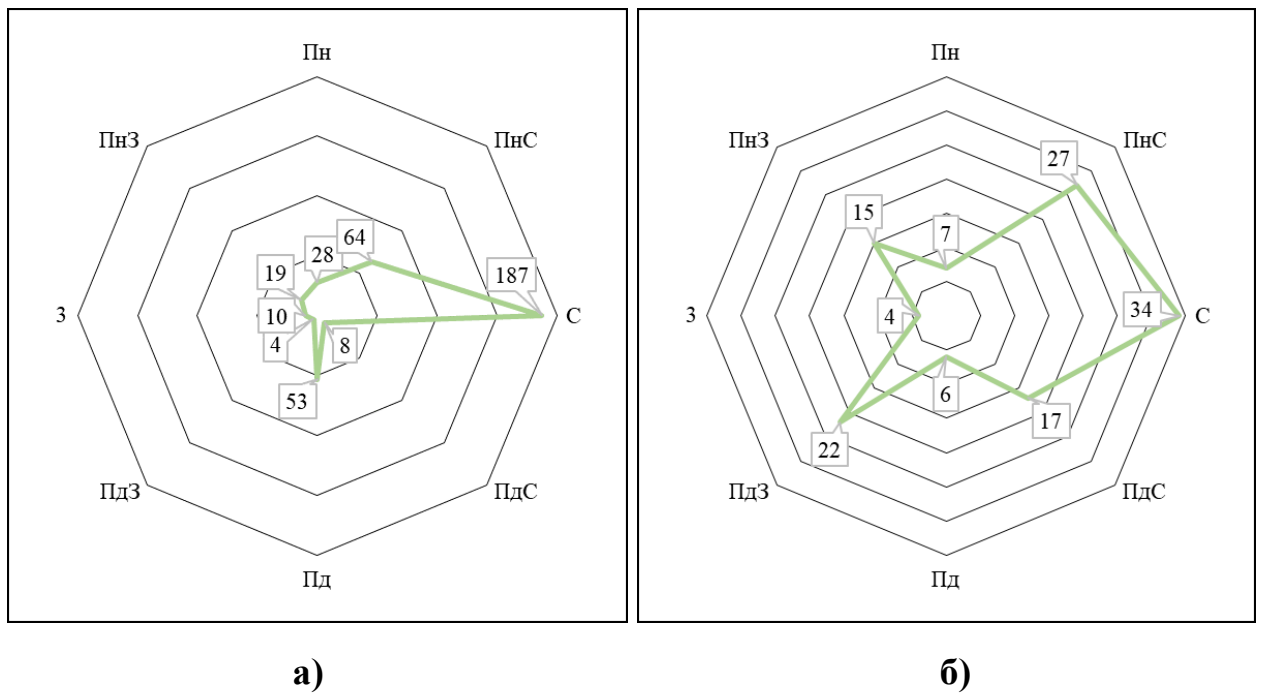 Пн
ПнЗ
ПнС
64
28
19
187
З
10
С
4
8
53
ПдЗ
ПдС
Пд
а)
Пн
ПнЗ
ПнС
27
15
7
З
4
34
С
6
17
22
ПдЗ
ПдС
Пд
б)